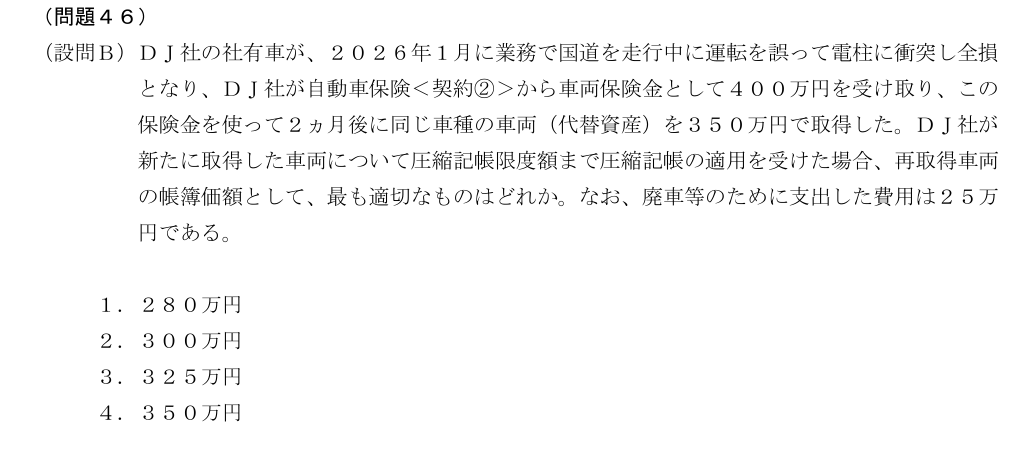 （問題４６）
（設問Ｂ）ＤＪ社の社有車が、２０２６年１月に業務で国道を走行中に運転を誤って電柱に衝突し全損
となり、ＤＪ社が自動車保険＜契約②＞から車両保険金として４００万円を受け取り、この
保険金を使って２ヵ月後に同じ車種の車両（代替資産）を３５０万円で取得した。ＤＪ社が
新たに取得した車両について圧縮記帳限度額まで圧縮記帳の適用を受けた場合、再取得車両
の帳簿価額として、最も適切なものはどれか。なお、廃車等のために支出した費用は２５万
円である。
１．２８０万円
２．３００万円
３．３２５万円
４．３５０万円